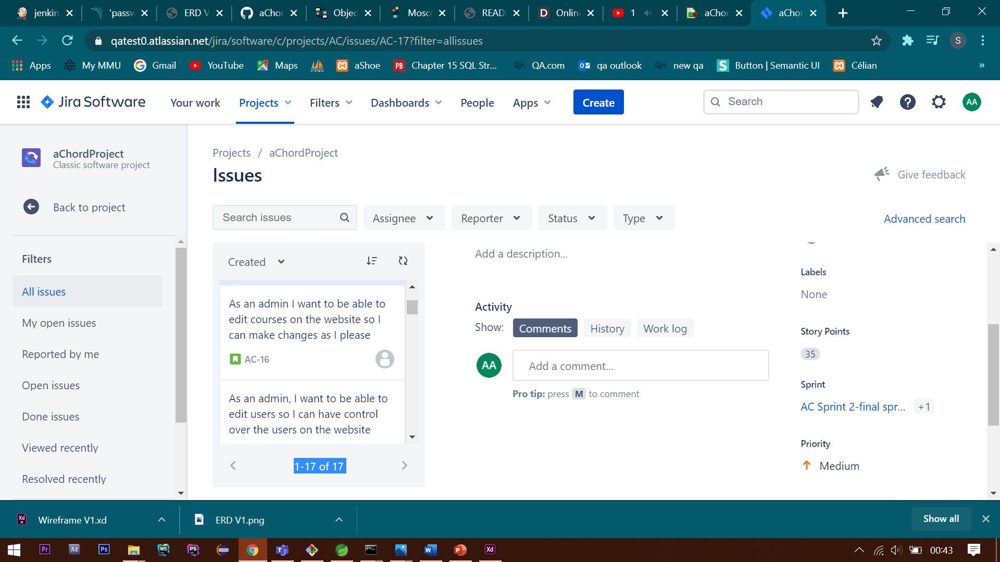 jenkin
'passw
ERD V
aChor
Objec
Mosco
READ
Onlin
1
aChor
aChor
qatest0.atlassian.net/jira/software/c/projects/AC/issues/AC-17?filter=allissues
S
Apps
My MMU
Gmail
YouTube
Maps
aShoe
PB
Chapter 15 SQL Str...
QA.com
qa outlook
new qa
S
Button | Semantic UI
Célian
»
Jira Software
Your work
Projects
Filters
Dashboards
People
Apps
Create
Search
AA
aChordProject
Classic software project
Back to project
Filters
All issues
My open issues
Reported by me
Open issues
Done issues
Viewed recently
Resolved recently
Projects / aChordProject
Issues
Give feedback
Search issues
Assignee
Reporter
Status
Type
Advanced search
Created
As an admin I want to be able to
edit courses on the website so I
can make changes as I please
AC-16
As an admin, I want to be able to
edit users so I can have control
over the users on the website
1-17 of 17
Add a description...
Activity
Show:
Comments
History
Work log
AA
Add a comment...
Pro tip: press M to comment
Labels
None
Story Points
35
Sprint
AC Sprint 2-final spr...
+1
Priority
Medium
Xd
Wireframe V1.xd
ERD V1.png
Show all
Pr
AE
Ps
WS
PS
W
P
Xd
00:43